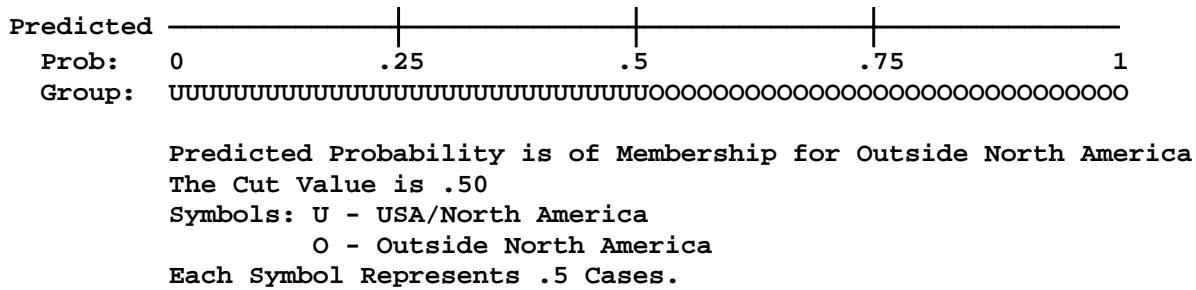 Predicted
Prob: 0 .25 .5 .75 1
Group: UUUUUUUUUUUUUUUUUUUUUUUUUUUUUUOOOOOOOOOOOOOOOOOOOOOOOOOOOOOO
Predicted Probability is of Membership for Outside North America
The Cut Value is .50
Symbols: U - USA/North America
O - Outside North America
Each Symbol Represents .5 Cases.